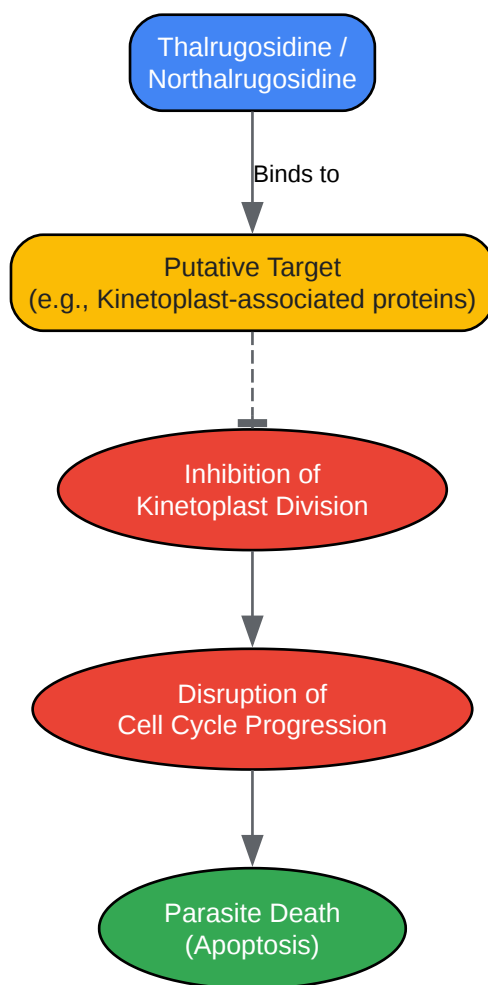 Thalrugosidine /
Northalrugosidine
Binds to
Putative Target
(e.g., Kinetoplast-associated proteins)
Inhibition of
Kinetoplast Division
Disruption of
Cell Cycle Progression
Parasite Death
(Apoptosis)